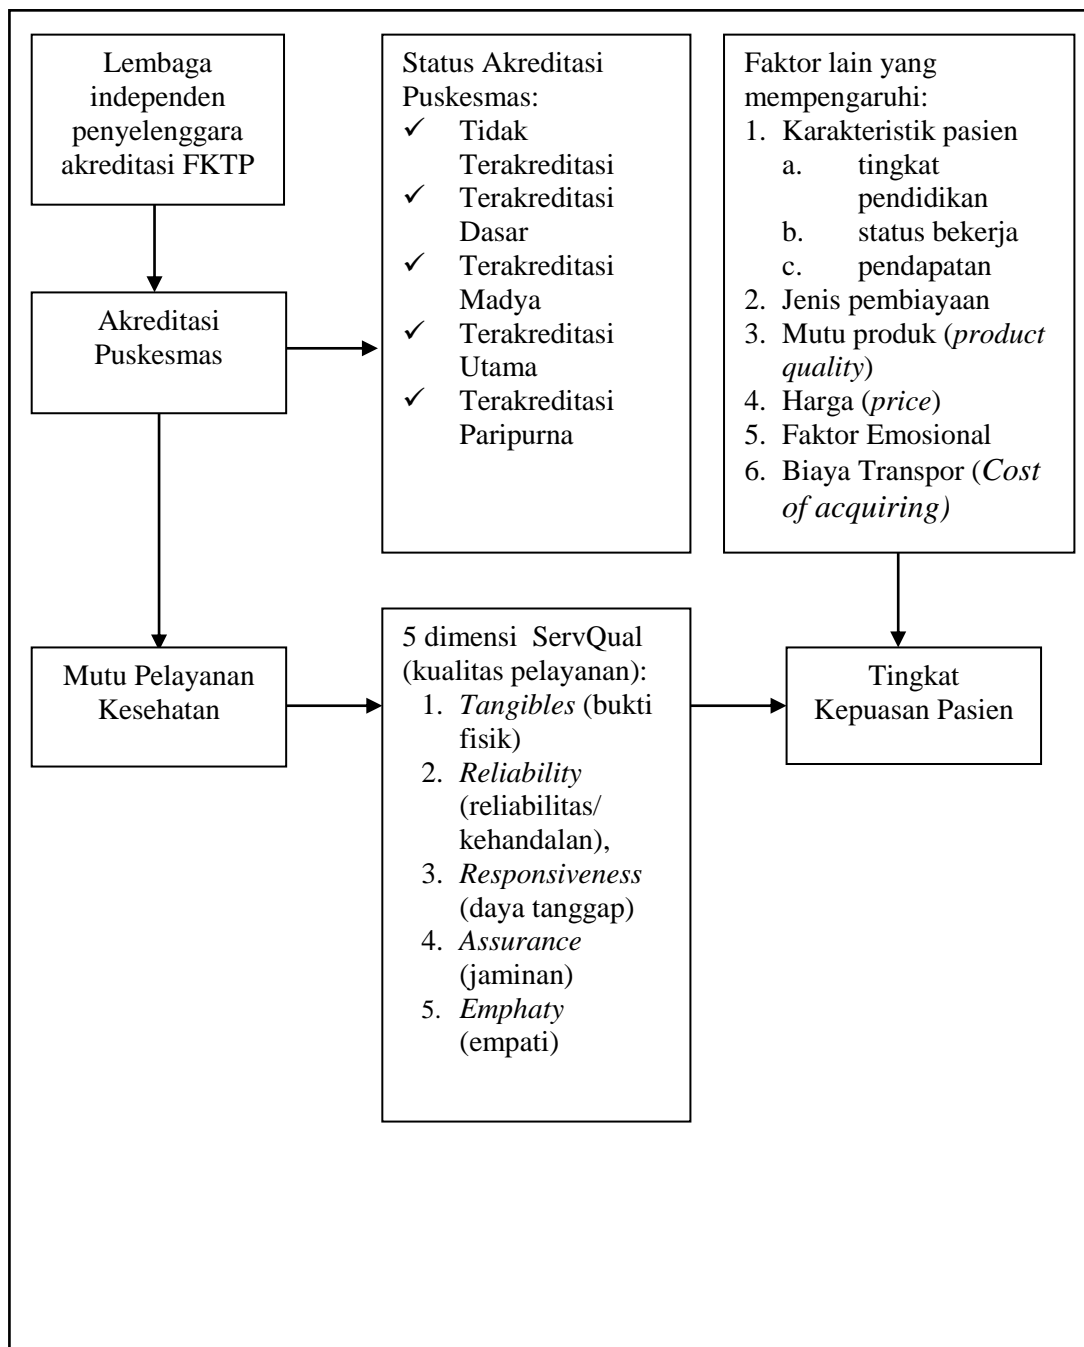 Lembaga
independen
penyelenggara
akreditasi FKTP
Status Akreditasi
Puskesmas:
✓ Tidak
Terakreditasi
✓ Terakreditasi
Dasar
✓ Terakreditasi
Madya
✓ Terakreditasi
Utama
✓ Terakreditasi
Paripurna
Faktor lain yang
mempengaruhi:
1. Karakteristik pasien
a. tingkat
pendidikan
b. status bekerja
c. pendapatan
2. Jenis pembiayaan
3. Mutu produk (product
quality)
4. Harga (price)
5. Faktor Emosional
6. Biaya Transpor (Cost
of acquiring)
Akreditasi
Puskesmas
Mutu Pelayanan
Kesehatan
5 dimensi ServQual
(kualitas pelayanan):
1. Tangibles (bukti
fisik)
2. Reliability
(reliabilitas/
kehandalan),
3. Responsiveness
(daya tanggap)
4. Assurance
(jaminan)
5. Emphaty
(empati)
Tingkat
Kepuasan Pasien